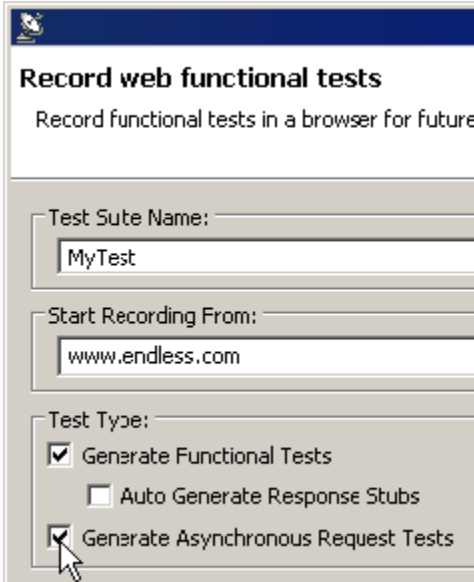 Record web functional tests
Record functional tests in a browser for future
Test Suite Name:
MyTest
Start Recording From:
www.endless.com
Test Type:
Generate Functional Tests
Auto Generate Response Stubs
Generate Asynchronous Request Tests